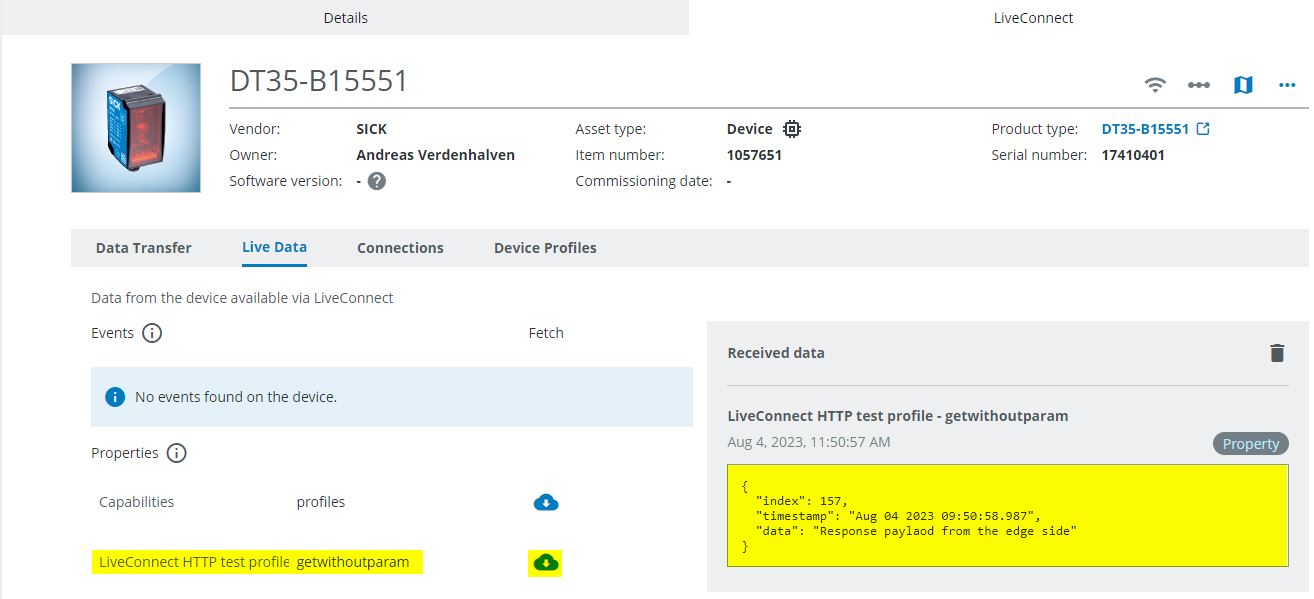 Details
LiveConnect
SICK
DT35-B15551
Vendor: SICK
Asset type: Device
Product type: DT35-B15551
Owner: Andreas Verdenhalven
Item number: 1057651
Serial number: 17410401
Software version: - ?
Commissioning date: -
Data Transfer
Live Data
Connections
Device Profiles
Data from the device available via LiveConnect
Events
Fetch
No events found on the device.
Properties
Capabilities profiles
LiveConnect HTTP test profile getwithoutparam
Received data
LiveConnect HTTP test profile - getwithoutparam
Aug 4, 2023, 11:50:57 AM
Property
{
"index": 157,
"timestamp": "Aug 04 2023 09:50:58.987",
"data": "Response paylaod from the edge side"
}